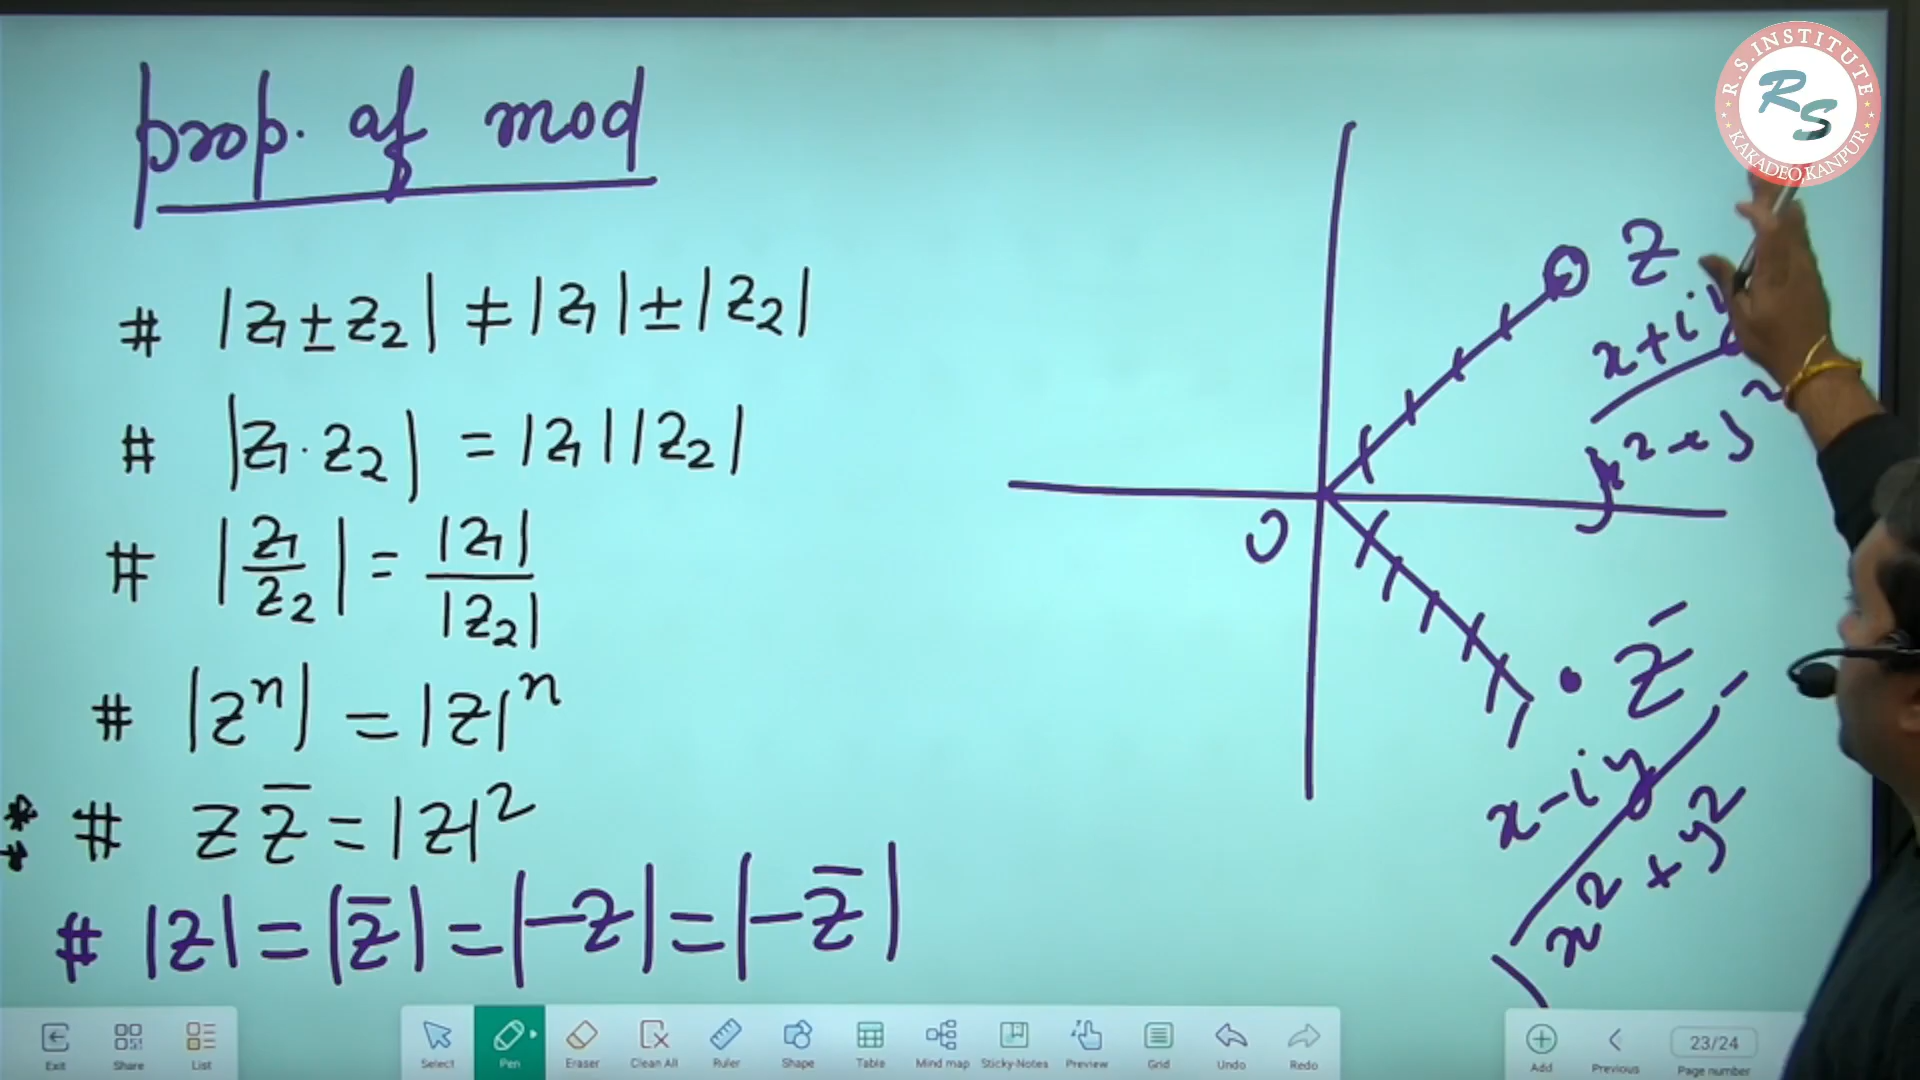 prop. of mod
# |z₁ ± z₂| ≠ |z₁| ± |z₂|
# |z₁ · z₂| = |z₁| |z₂|
# |z₁/z₂| = |z₁|/|z₂|
# |zⁿ| = |z|ⁿ
** # z z̄ = |z|²
# |z| = |z̄| = |-z| = |-z̄|
z
x+iy
O
z̄
x-iy
√x²+y²
R.S.INSTITUTE
RS
KAKADEO,KANPUR
Exit
Share
List
Select
Pen
Eraser
Clean All
Ruler
Shape
Table
Mind map
Sticky-Notes
Preview
Grid
Undo
Redo
Add
Previous
23/24
Page number